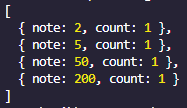 [
{ note: 2, count: 1 },
{ note: 5, count: 1 },
{ note: 50, count: 1 },
{ note: 200, count: 1 }
]